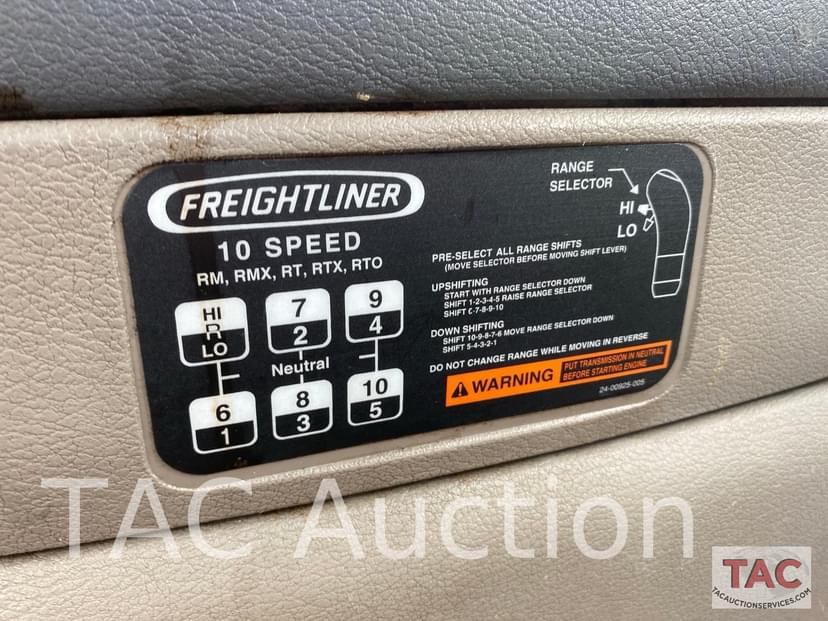 FREIGHTLINER
10 SPEED
RM, RMX, RT, RTX, RTO
HI
R
LO
7
2
9
4
Neutral
6
1
8
3
10
5
RANGE
SELECTOR
HI
LO
PRE-SELECT ALL RANGE SHIFTS
(MOVE SELECTOR BEFORE MOVING SHIFT LEVER)
UPSHIFTING
START WITH RANGE SELECTOR DOWN
SHIFT 1-2-3-4-5 RAISE RANGE SELECTOR
SHIFT 6-7-8-9-10
DOWN SHIFTING
SHIFT 10-9-8-7-6 MOVE RANGE SELECTOR DOWN
SHIFT 5-4-3-2-1
DO NOT CHANGE RANGE WHILE MOVING IN REVERSE
WARNING
PUT TRANSMISSION IN NEUTRAL
BEFORE STARTING ENGINE
24-00925-005
TAC Auction
TAC
TACAUCTIONSERVICES.COM